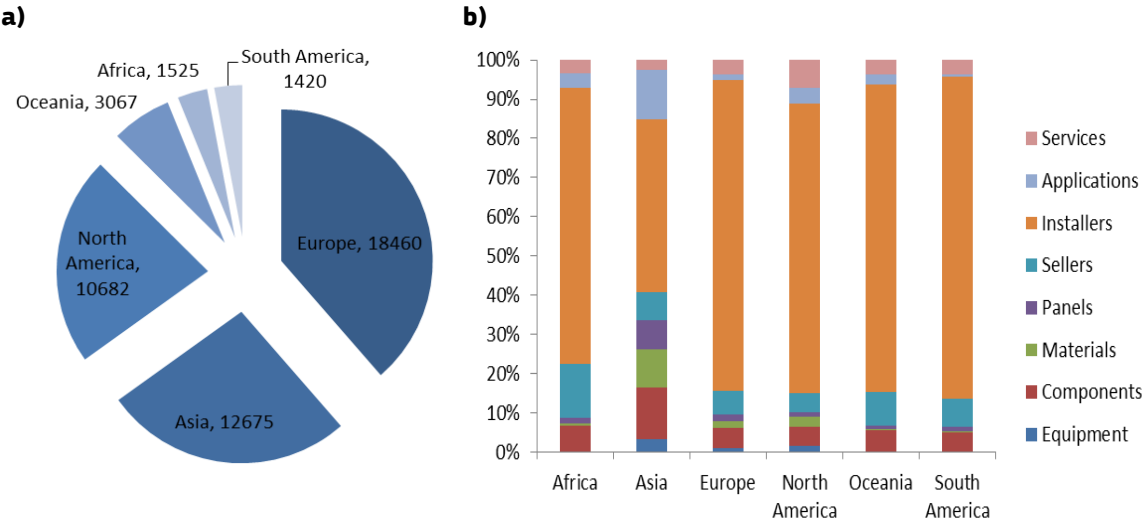 a)
South America,
1420
Africa, 1525
Oceania, 3067
North
America,
10682
Europe, 18460
Asia, 12675
b)
100%
90%
80%
70%
60%
50%
40%
30%
20%
10%
0%
Africa
Asia
Europe
North
America
Oceania
South
America
Services
Applications
Installers
Sellers
Panels
Materials
Components
Equipment